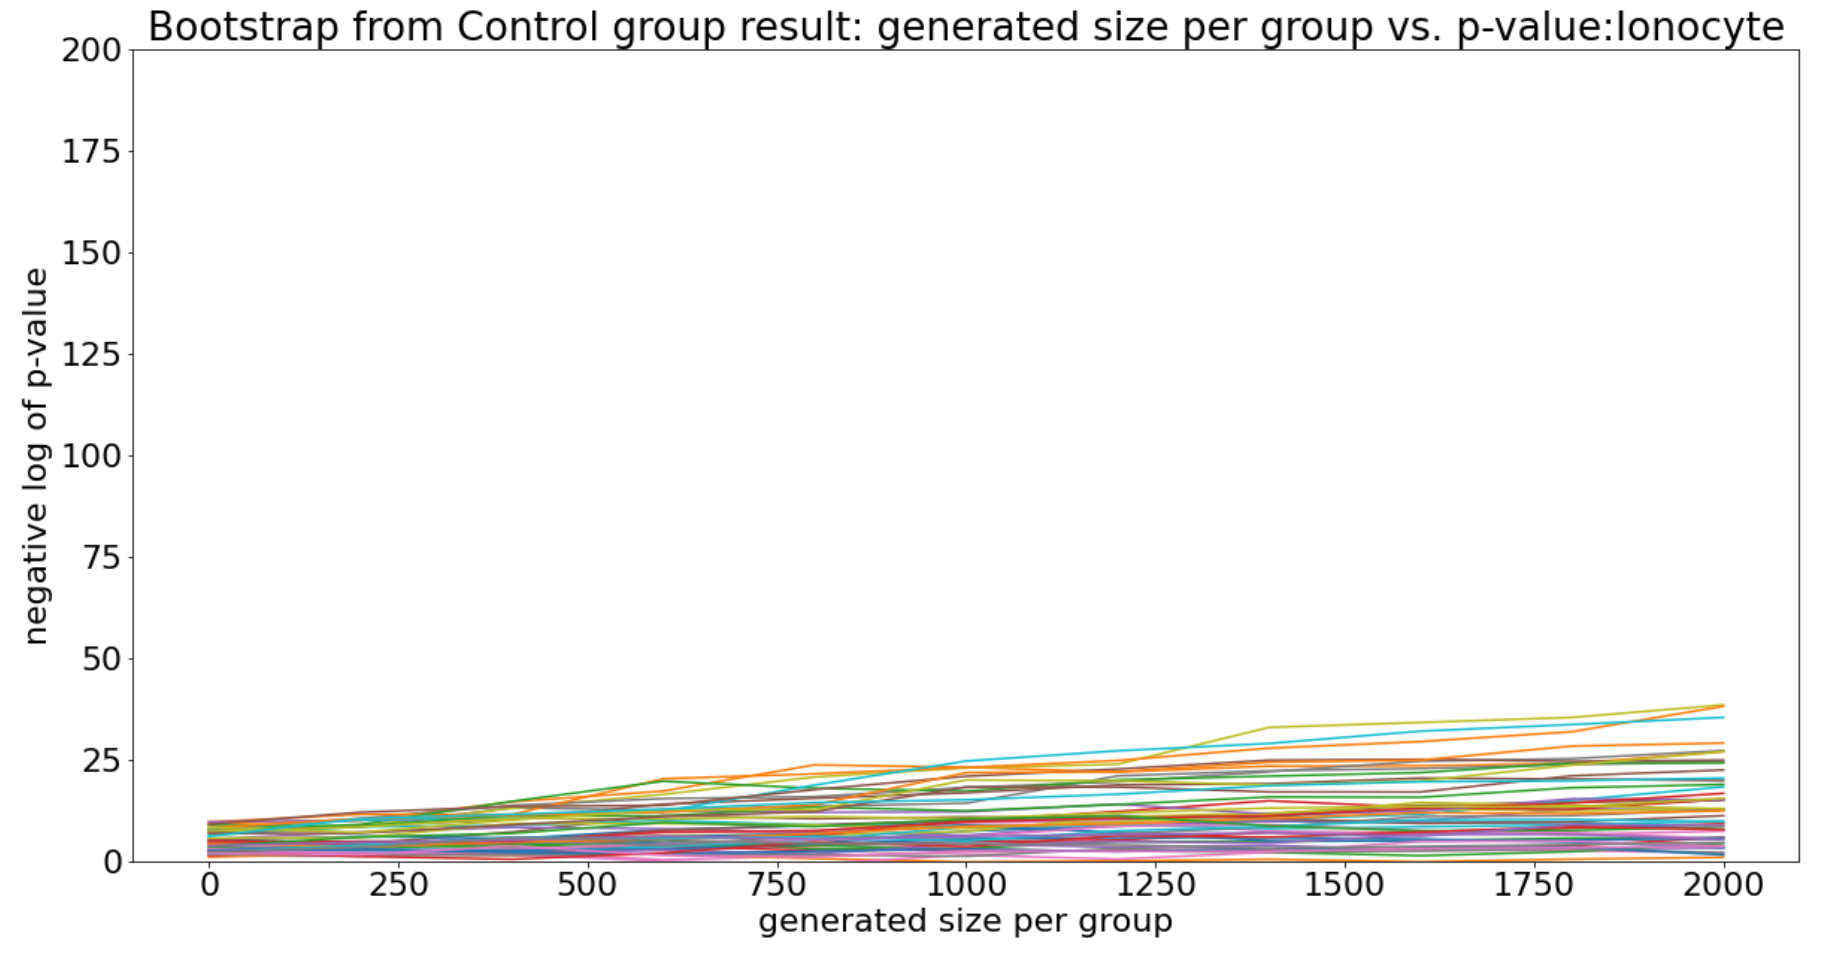 Bootstrap from Control group result: generated size per group vs. p-value:Ionocyte
200
175
150
125
100
75
50
25
0
negative log of p-value
0 250 500 750 1000 1250 1500 1750 2000
generated size per group